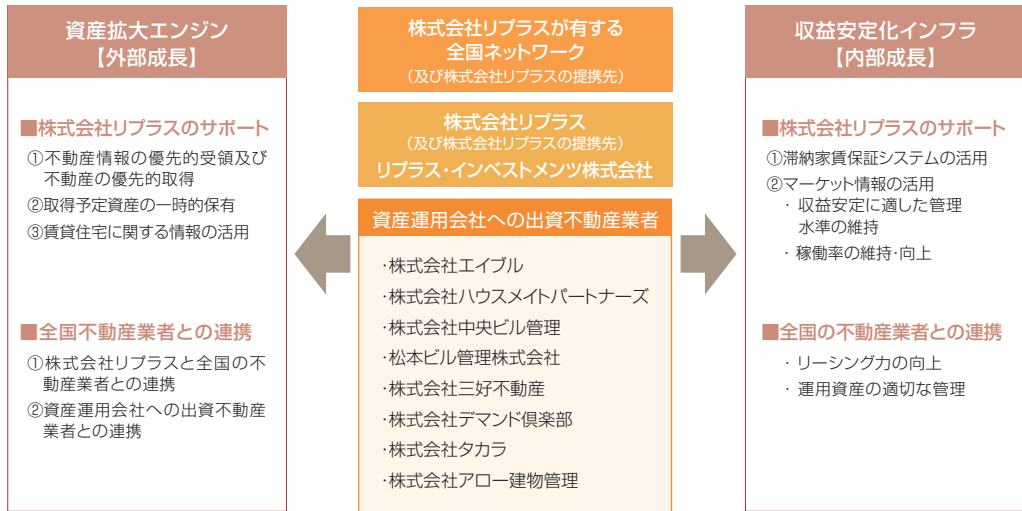 資産拡大エンジン
【外部成長】
■株式会社リプラスのサポート
①不動産情報の優先的受領及び
不動産の優先的取得
②取得予定資産の一時的保有
③賃貸住宅に関する情報の活用
■全国不動産業者との連携
①株式会社リプラスと全国の不
動産業者との連携
②資産運用会社への出資不動産
業者との連携
株式会社リプラスが有する
全国ネットワーク
（及び株式会社リプラスの提携先）
株式会社リプラス
（及び株式会社リプラスの提携先）
リプラス・インベストメンツ株式会社
資産運用会社への出資不動産業者
・株式会社エイブル
・株式会社ハウスメイトパートナーズ
・株式会社中央ビル管理
・松本ビル管理株式会社
・株式会社三好不動産
・株式会社デマンド倶楽部
・株式会社タカラ
・株式会社アロー建物管理
収益安定化インフラ
【内部成長】
■株式会社リプラスのサポート
①滞納家賃保証システムの活用
②マーケット情報の活用
・ 収益安定に適した管理
水準の維持
・ 稼働率の維持・向上
■全国の不動産業者との連携
・ リーシング力の向上
・ 運用資産の適切な管理